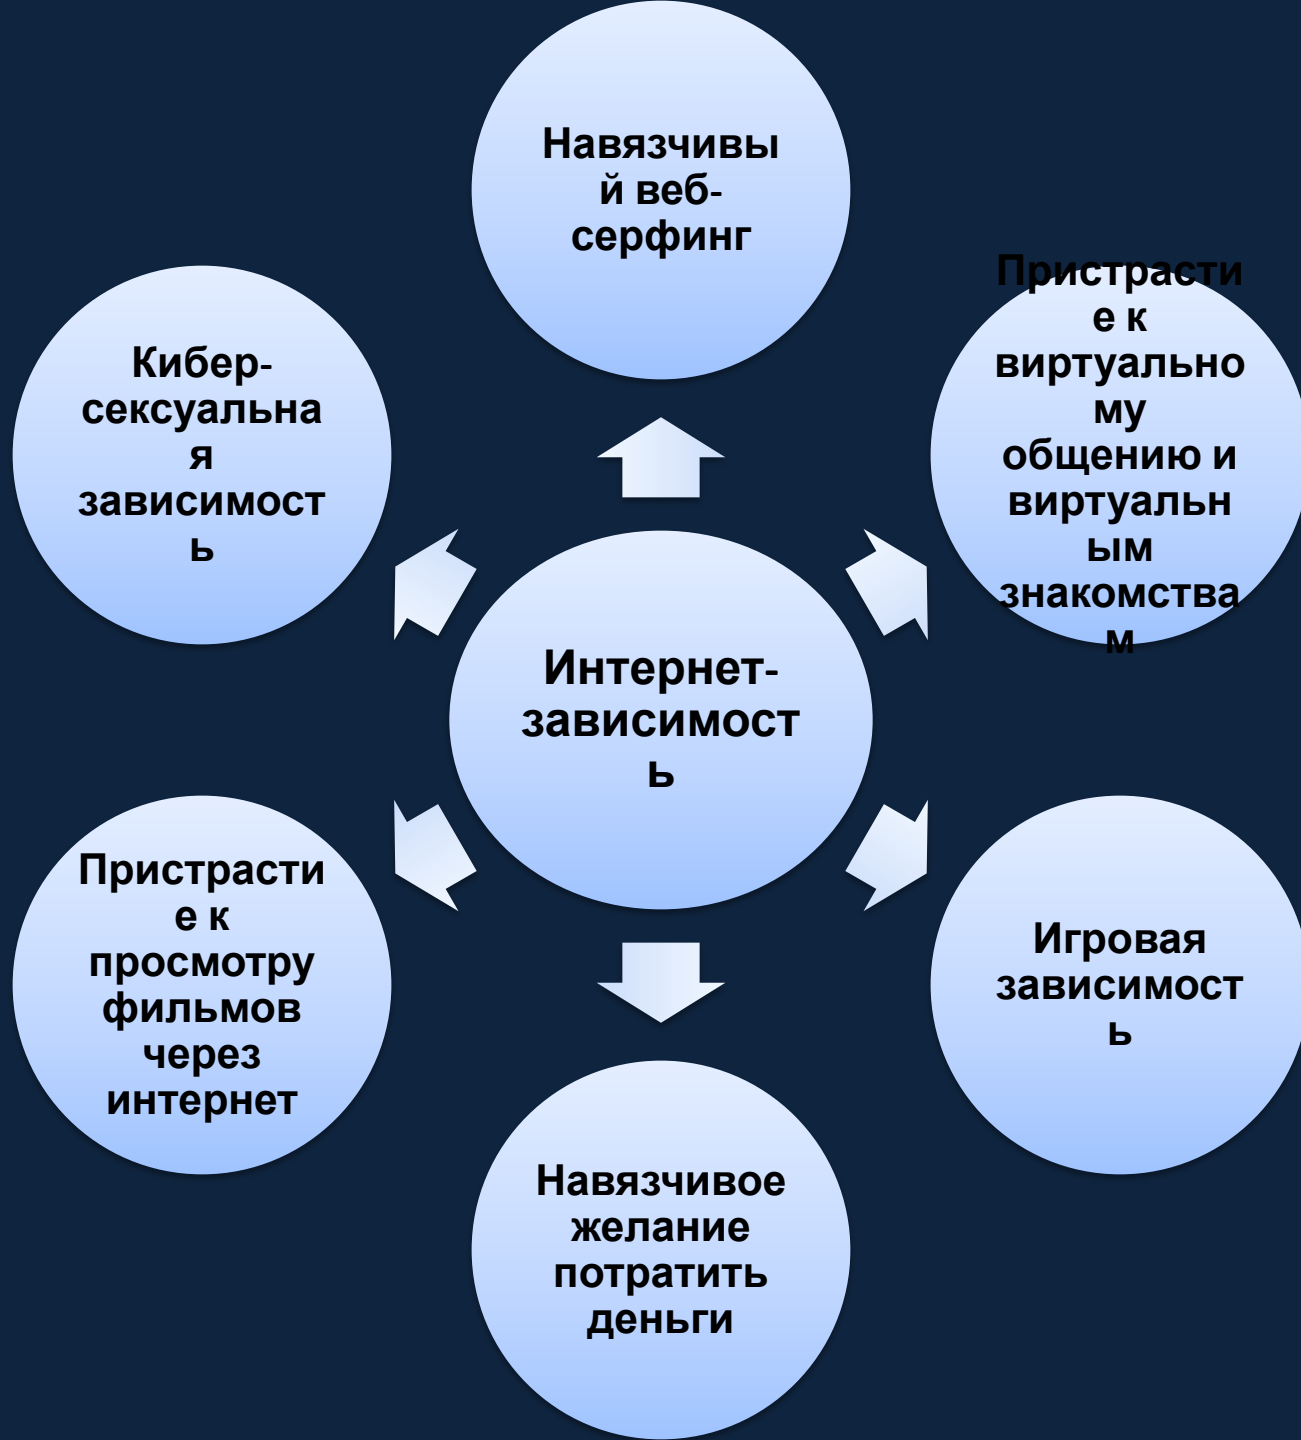 Навязчивы
й веб-
серфинг
Пристрасти
е к
виртуально
му
общению и
виртуальн
ым
знакомства
м
Кибер-
сексуальна
я
зависимост
ь
Интернет-
зависимост
ь
Пристрасти
е к
просмотру
фильмов
через
интернет
Игровая
зависимост
ь
Навязчивое
желание
потратить
деньги